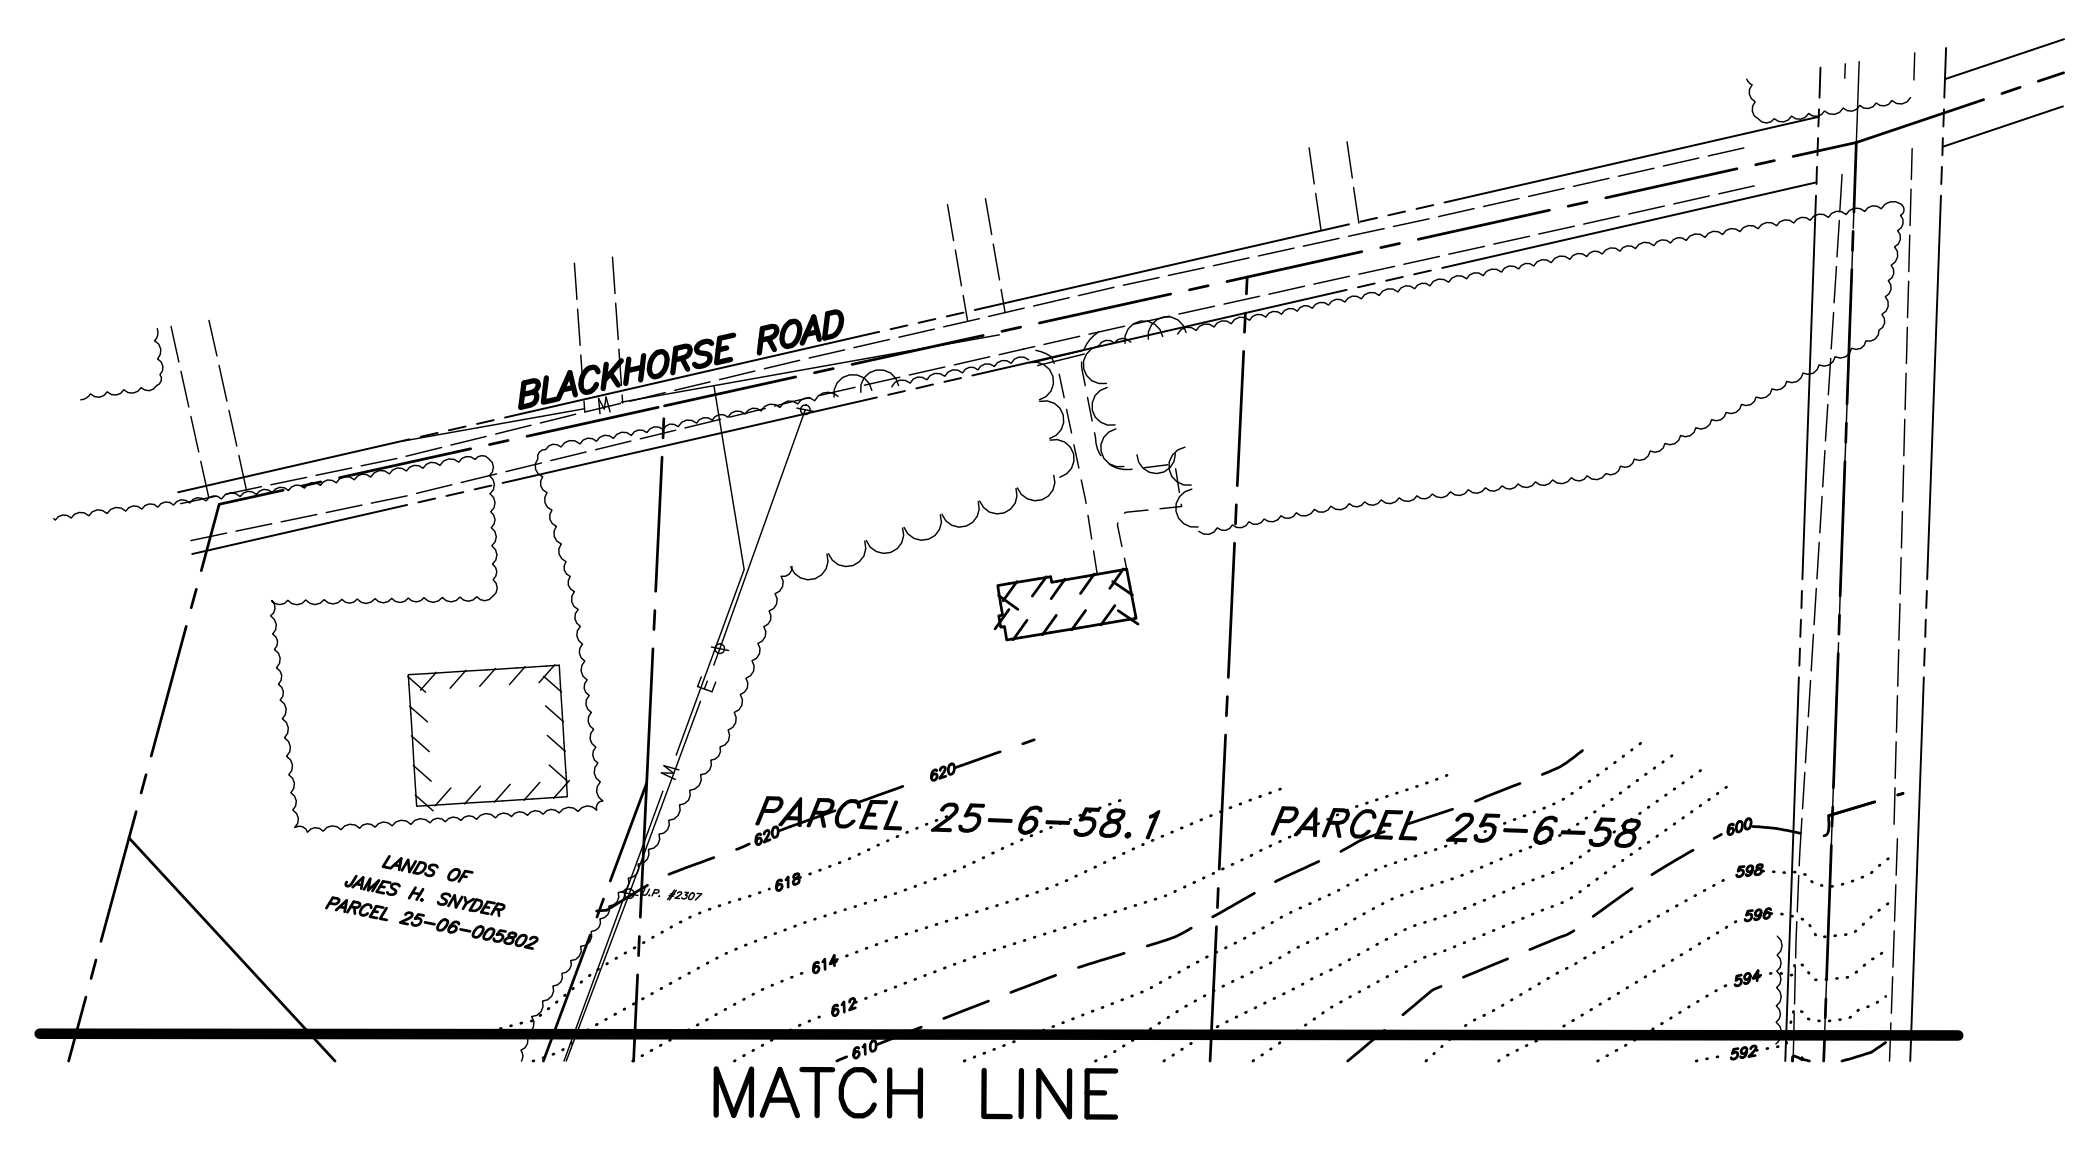 BLACKHORSE ROAD
M
E
M
620
620
PARCEL 25-6-58.1
PARCEL 25-6-58
600
618
598
LANDS OF
JAMES H. SNYDER
PARCEL 25-06-005802
U.P. #2307
596
614
594
612
610
592
MATCH LINE